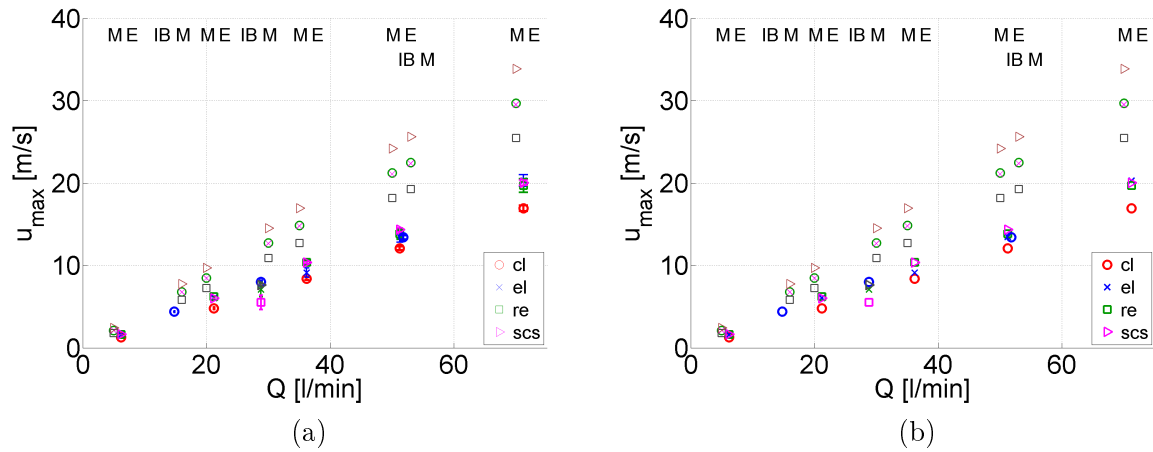 40
M E IB M M E IB M M E M E M E
IB M
30
20
10
0
u_max [m/s]
0 20 40 60
Q [l/min]
cl
el
re
scs
(a)
40
M E IB M M E IB M M E M E M E
IB M
30
20
10
0
u_max [m/s]
0 20 40 60
Q [l/min]
cl
el
re
scs
(b)